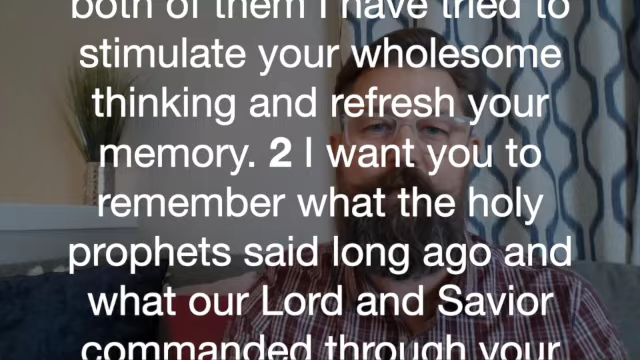 both of them I have tried to
stimulate your wholesome
thinking and refresh your
memory. 2 I want you to
remember what the holy
prophets said long ago and
what our Lord and Savior
commanded through your